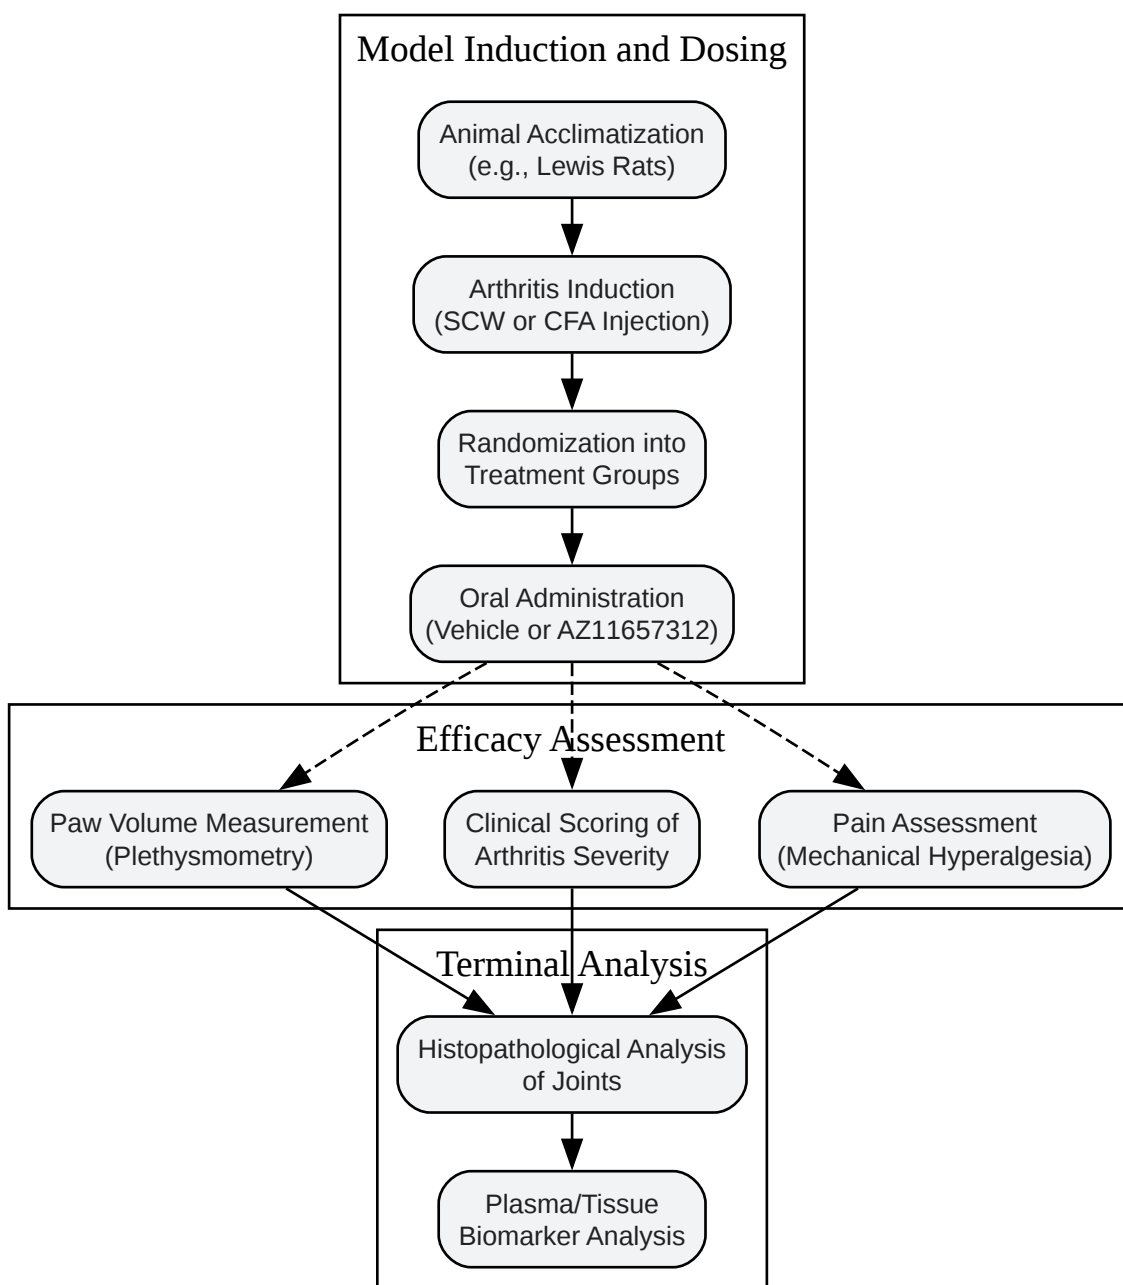 Model Induction and Dosing
Animal Acclimatization
(e.g., Lewis Rats)
Arthritis Induction
(SCW or CFA Injection)
Randomization into
Treatment Groups
Oral Administration
(Vehicle or AZ11657312)
Efficacy Assessment
Paw Volume Measurement
(Plethysmometry)
Clinical Scoring of
Arthritis Severity
Pain Assessment
(Mechanical Hyperalgesia)
Terminal Analysis
Histopathological Analysis
of Joints
Plasma/Tissue
Biomarker Analysis